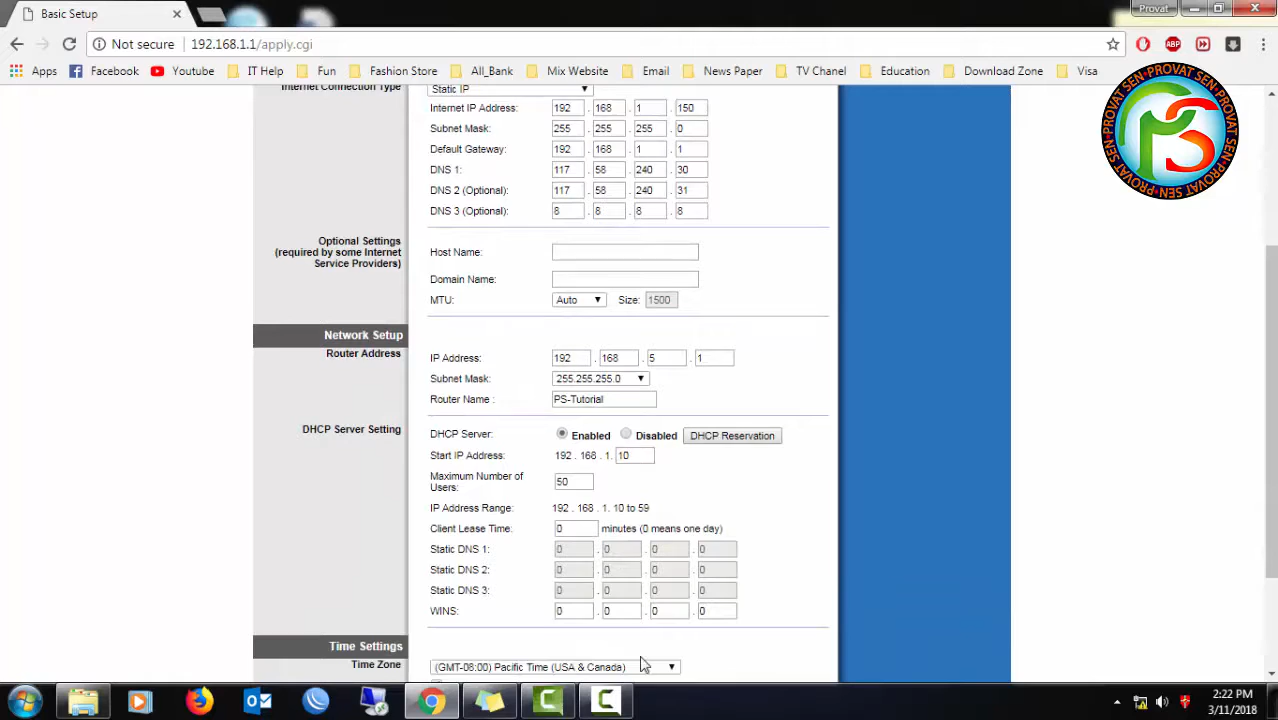 Basic Setup
Provat
Not secure 192.168.1.1/apply.cgi
ABP
Apps Facebook Youtube IT Help Fun Fashion Store All_Bank Mix Website Email News Paper TV Chanel Education Download Zone Visa
PROVAT SEN PROVAT SEN
PS
Internet Connection Type Static IP
Internet IP Address: 192 . 168 . 1 . 150
Subnet Mask: 255 . 255 . 255 . 0
Default Gateway: 192 . 168 . 1 . 1
DNS 1: 117 . 58 . 240 . 30
DNS 2 (Optional): 117 . 58 . 240 . 31
DNS 3 (Optional): 8 . 8 . 8 . 8
Optional Settings
(required by some Internet
Service Providers)
Host Name:
Domain Name:
MTU: Auto Size: 1500
Network Setup
Router Address
IP Address: 192 . 168 . 5 . 1
Subnet Mask: 255.255.255.0
Router Name : PS-Tutorial
DHCP Server Setting
DHCP Server: Enabled Disabled DHCP Reservation
Start IP Address: 192 . 168 . 1. 10
Maximum Number of
Users: 50
IP Address Range: 192 . 168 . 1. 10 to 59
Client Lease Time: 0 minutes (0 means one day)
Static DNS 1: 0 . 0 . 0 . 0
Static DNS 2: 0 . 0 . 0 . 0
Static DNS 3: 0 . 0 . 0 . 0
WINS: 0 . 0 . 0 . 0
Time Settings
Time Zone
(GMT-08:00) Pacific Time (USA & Canada)
2:22 PM
3/11/2018